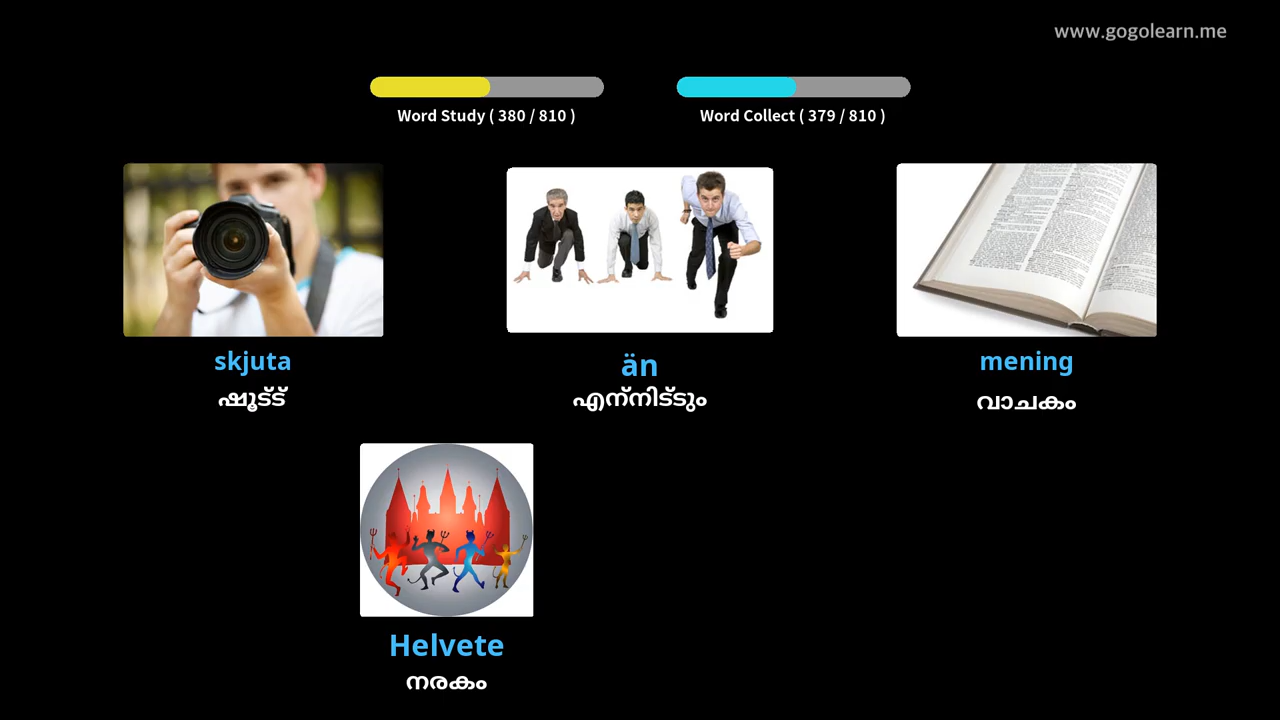 www.gogolearn.me
Word Study ( 380 / 810 )
Word Collect ( 379 / 810 )
skjuta
ഷൂട്ട്
än
എന്നിട്ടും
mening
വാചകം
Helvete
നരകം